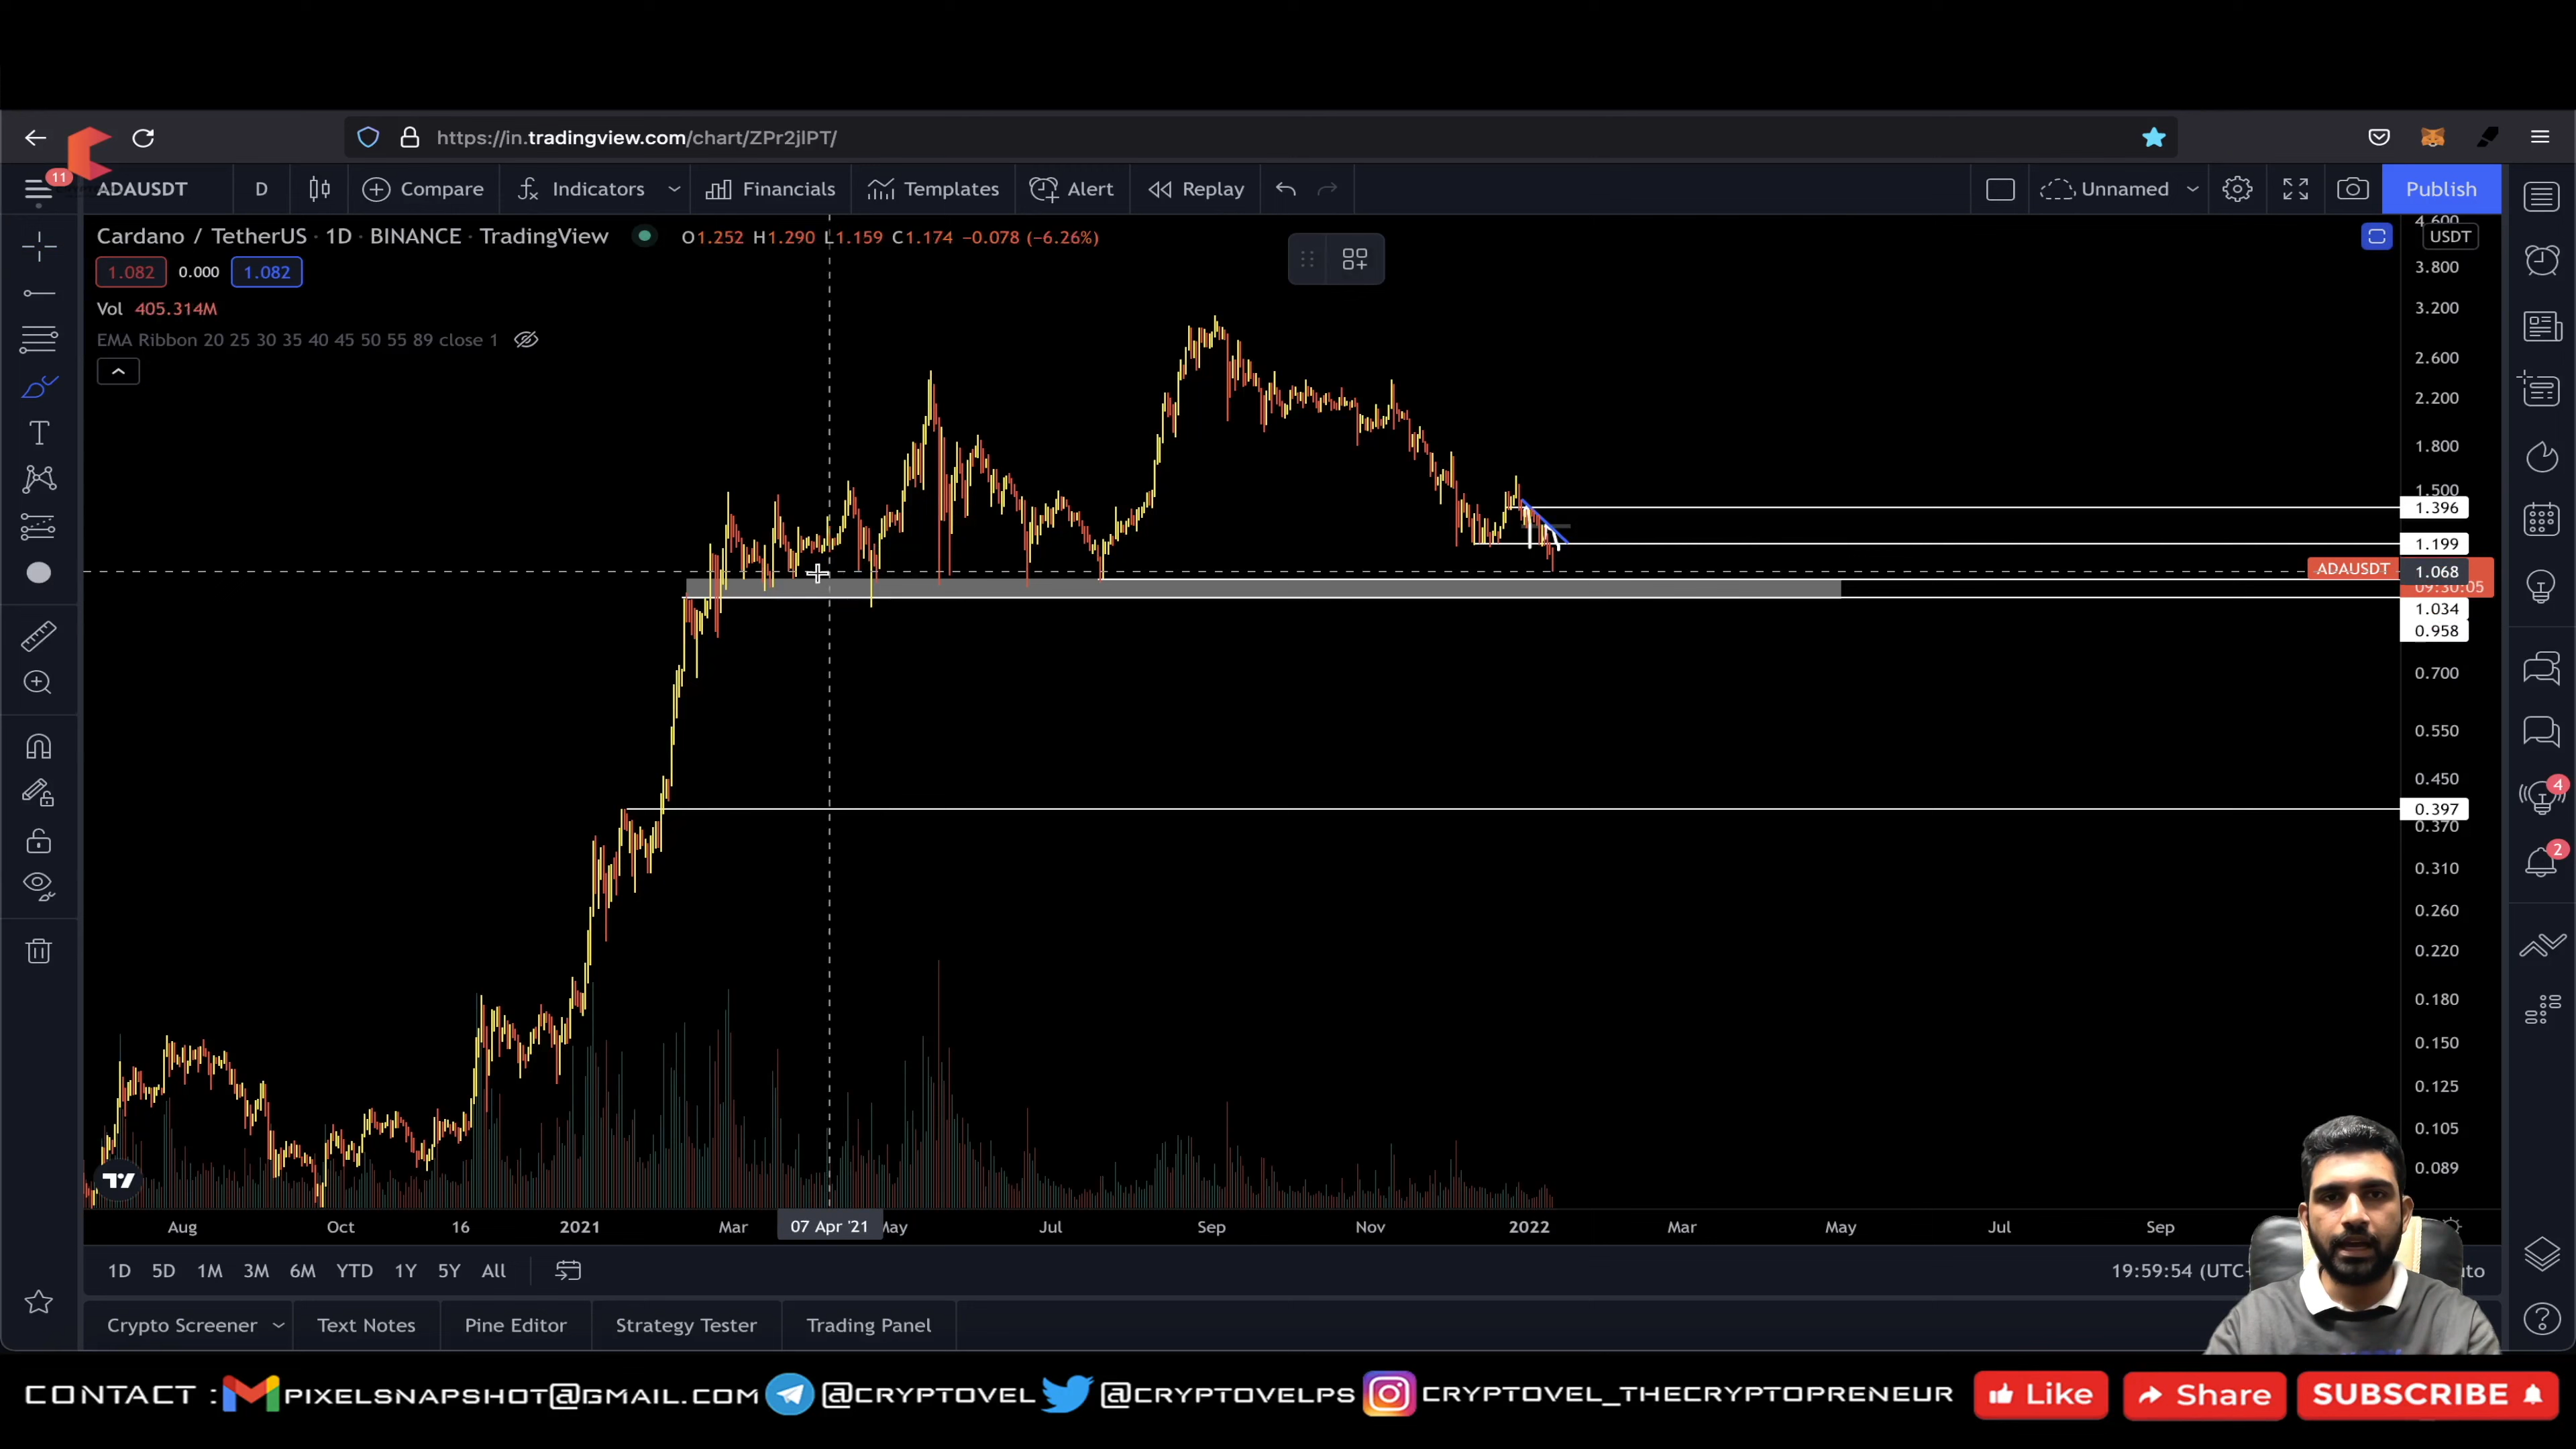 https://in.tradingview.com/chart/ZPr2jlPT/
11
ADAUSDT D Compare Indicators Financials Templates Alert Replay Unnamed Publish
Cardano / TetherUS · 1D · BINANCE · TradingView O1.252 H1.290 L1.159 C1.174 −0.078 (−6.26%)
1.082 0.000 1.082
Vol 405.314M
EMA Ribbon 20 25 30 35 40 45 50 55 89 close 1
4.600
USDT
3.800
3.200
2.600
2.200
1.800
1.500
1.396
1.199
ADAUSDT 1.068
09:30:05
1.034
0.958
0.700
0.550
0.450
0.397
0.370
0.310
0.260
0.220
0.180
0.150
0.125
0.105
0.089
4
2
Aug Oct 16 2021 Mar 07 Apr '21 May Jul Sep Nov 2022 Mar May Jul Sep
1D 5D 1M 3M 6M YTD 1Y 5Y All 19:59:54 (UTC
Crypto Screener Text Notes Pine Editor Strategy Tester Trading Panel
CONTACT : PIXELSNAPSHOT@GMAIL.COM @CRYPTOVEL @CRYPTOVELPS CRYPTOVEL_THECRYPTOPRENEUR Like Share SUBSCRIBE